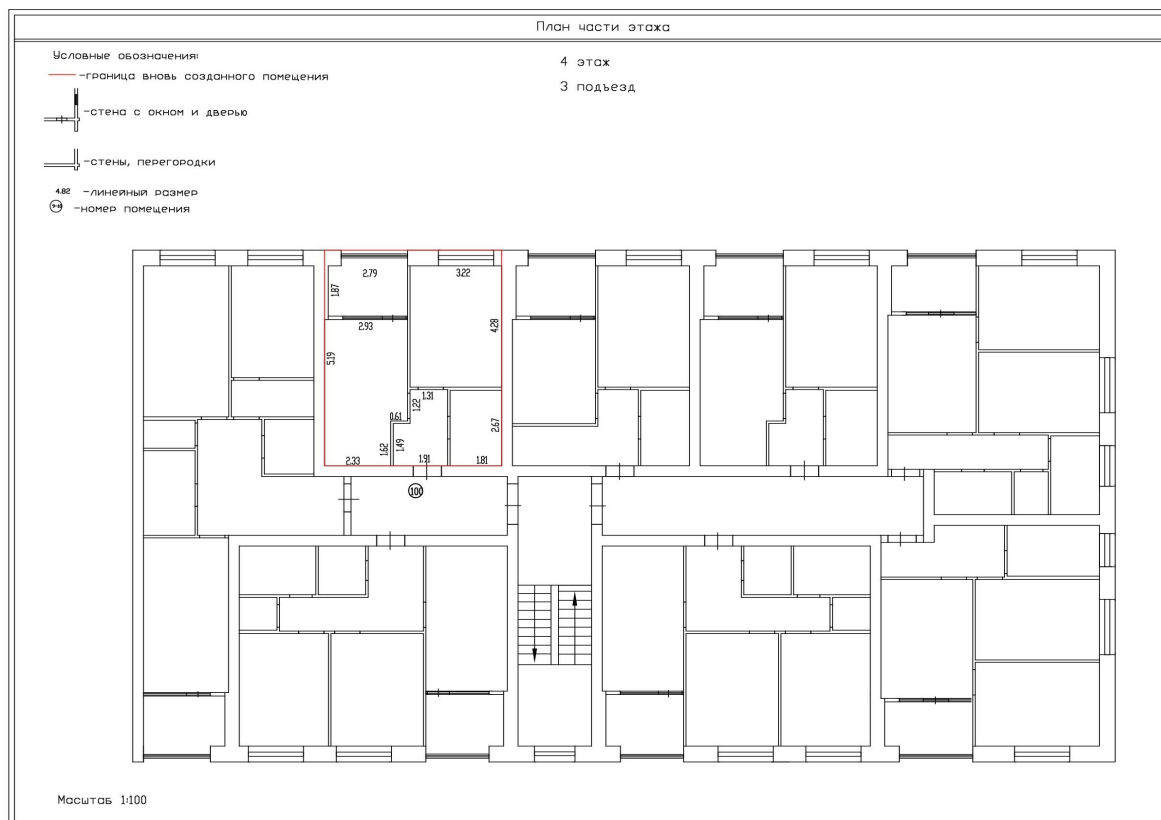 План части этажа
Условные обозначения:
-граница вновь созданного помещения
-стена с окном и дверью
-стены, перегородки
4.82 -линейный размер
-номер помещения
4 этаж
3 подъезд
2.79
3.22
1.87
2.93
4.28
5.19
1.31
1.22
0.61
2.67
1.62
1.49
2.33
1.91
1.81
100
Масштаб 1:100